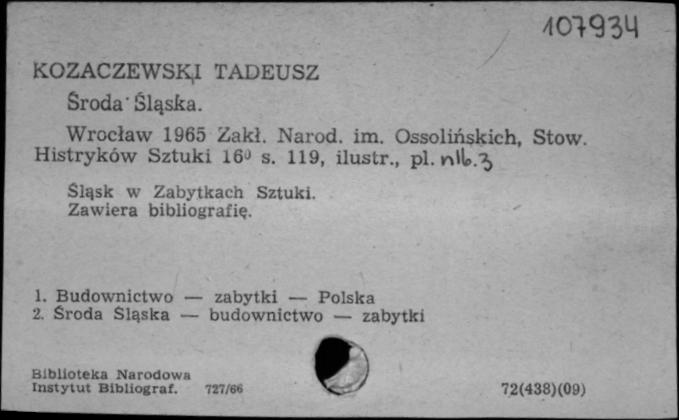 107934
KOZACZEWSKI TADEUSZ
Środa Śląska.
Wrocław 1965 Zakł. Narod. im. Ossolińskich, Stow.
Histryków Sztuki 16⁰ s. 119, ilustr., pl. nlb. 3
Śląsk w Zabytkach Sztuki.
Zawiera bibliografię.
1. Budownictwo — zabytki — Polska
2. Środa Śląska — budownictwo — zabytki
Biblioteka Narodowa
Instytut Bibliograf. 727/66 72(438)(09)